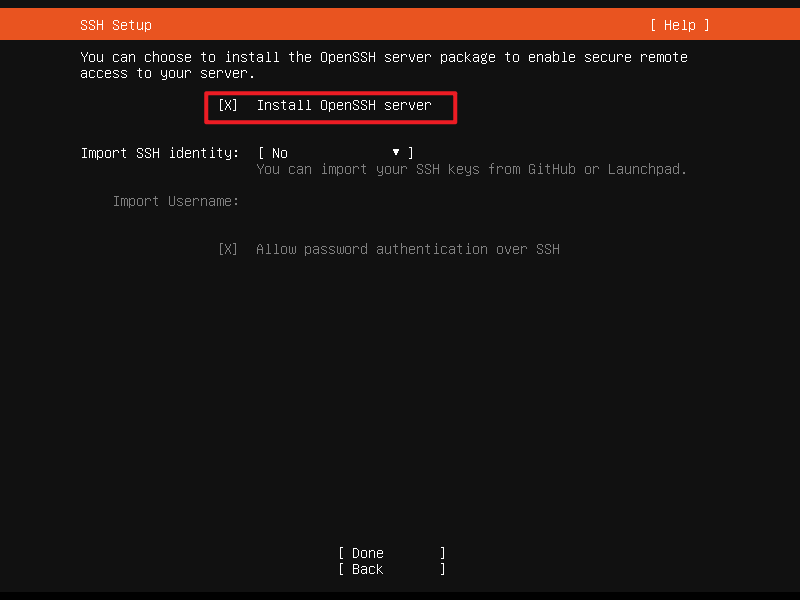 SSH Setup [ Help ]
You can choose to install the OpenSSH server package to enable secure remote
access to your server.
[X] Install OpenSSH server
Import SSH identity: [ No ▼ ]
You can import your SSH keys from GitHub or Launchpad.
Import Username:
[X] Allow password authentication over SSH
[ Done ]
[ Back ]